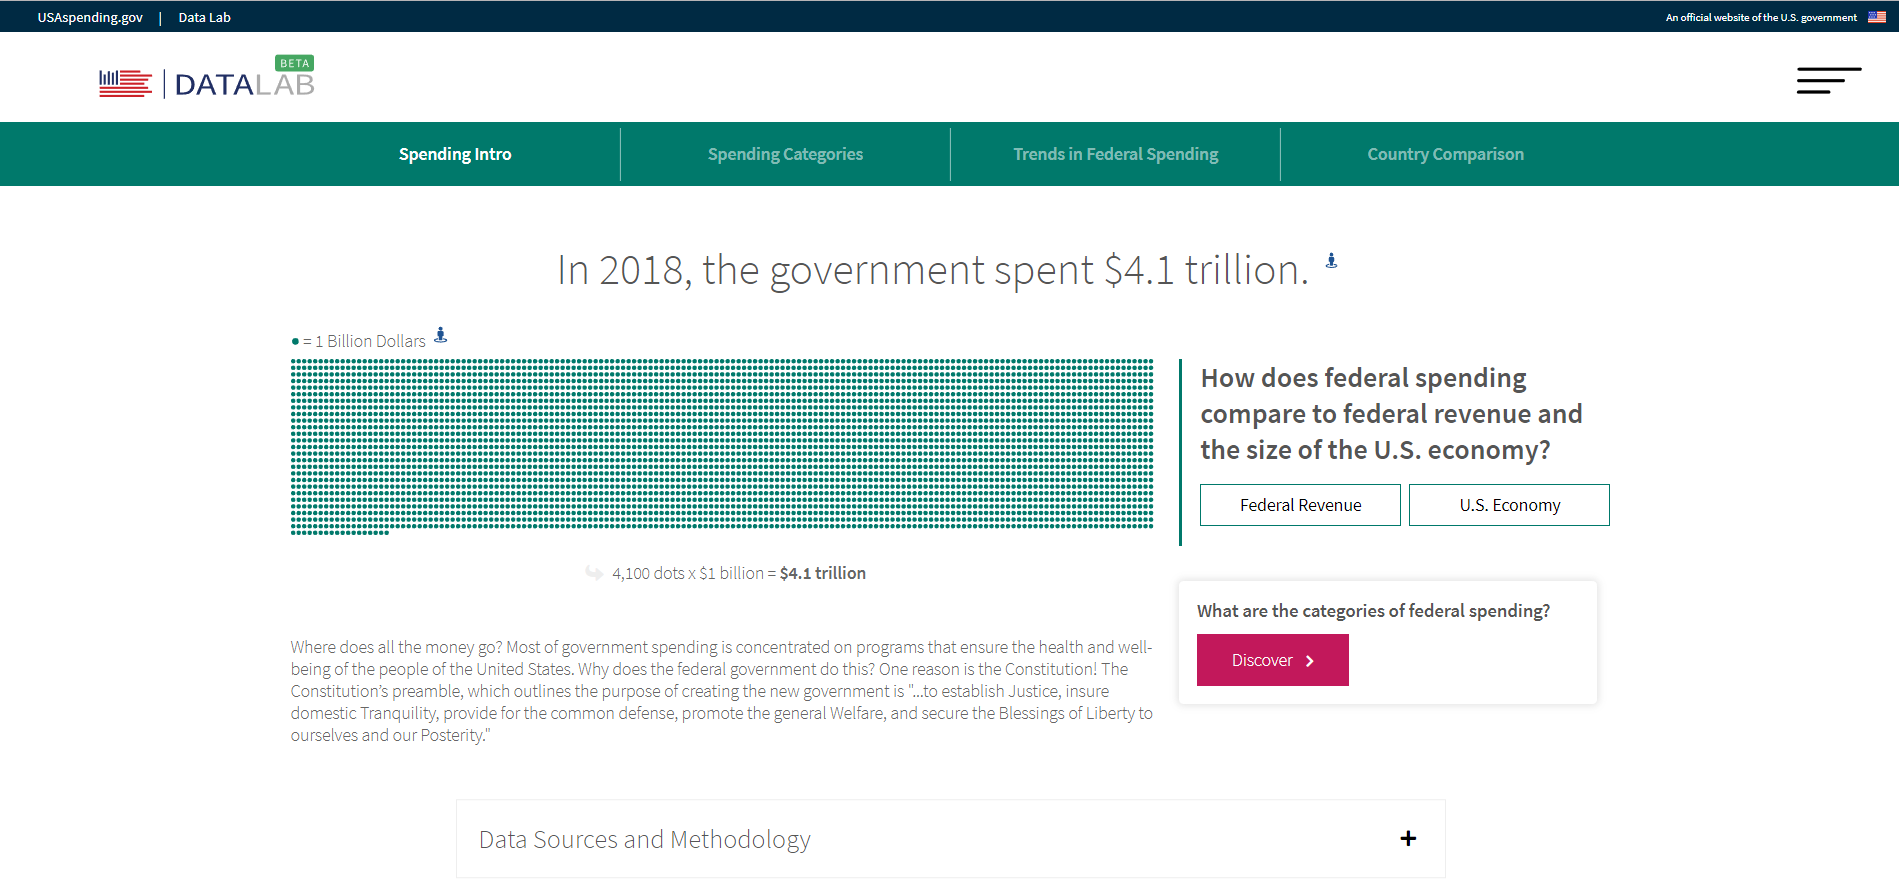 USAspending.gov | Data Lab
An official website of the U.S. government
BETA
DATALAB
Spending Intro
Spending Categories
Trends in Federal Spending
Country Comparison
In 2018, the government spent $4.1 trillion.
= 1 Billion Dollars
How does federal spending
compare to federal revenue and
the size of the U.S. economy?
Federal Revenue
U.S. Economy
4,100 dots x $1 billion = $4.1 trillion
What are the categories of federal spending?
Discover
Where does all the money go? Most of government spending is concentrated on programs that ensure the health and well-
being of the people of the United States. Why does the federal government do this? One reason is the Constitution! The
Constitution’s preamble, which outlines the purpose of creating the new government is "...to establish Justice, insure
domestic Tranquility, provide for the common defense, promote the general Welfare, and secure the Blessings of Liberty to
ourselves and our Posterity."
Data Sources and Methodology